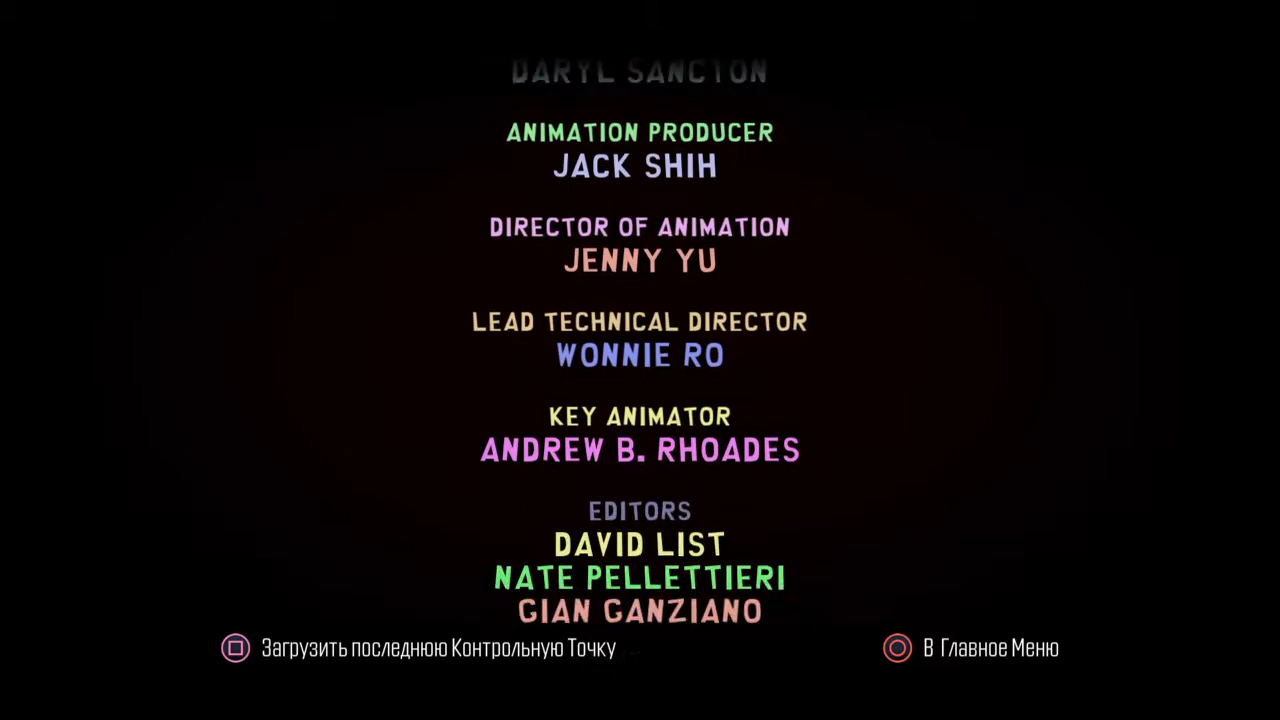 DARYL SANCTON
ANIMATION PRODUCER
JACK SHIH
DIRECTOR OF ANIMATION
JENNY YU
LEAD TECHNICAL DIRECTOR
WONNIE RO
KEY ANIMATOR
ANDREW B. RHOADES
EDITORS
DAVID LIST
NATE PELLETTIERI
GIAN GANZIANO
Загрузить последнюю Контрольную Точку
В Главное Меню